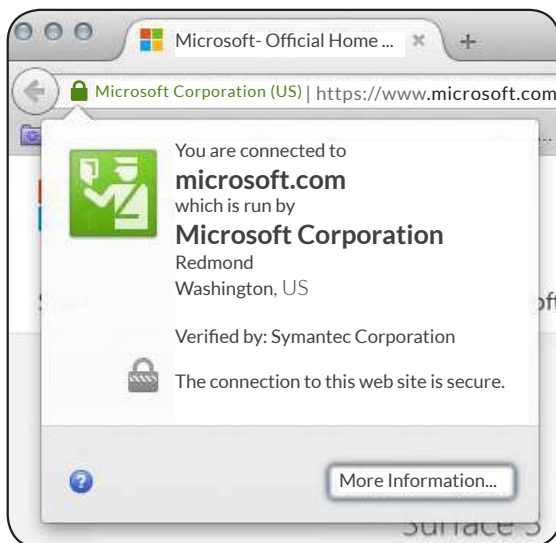 Microsoft- Official Home ...
Microsoft Corporation (US) | https://www.microsoft.com
You are connected to
microsoft.com
which is run by
Microsoft Corporation
Redmond
Washington, US
Verified by: Symantec Corporation
The connection to this web site is secure.
More Information...
Surface 3